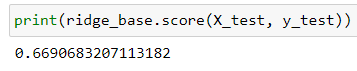 print(ridge_base.score(X_test, y_test))
0.6690683207113182